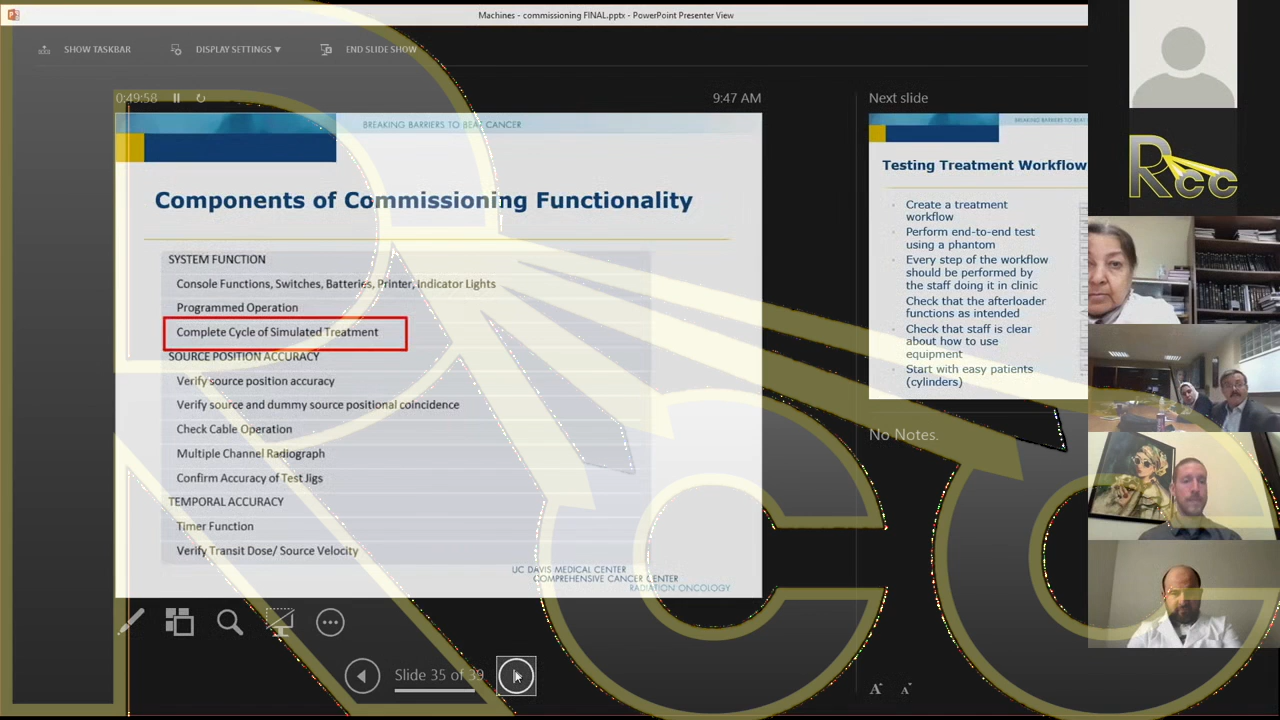 Machines - commissioning FINAL.pptx - PowerPoint Presenter View
SHOW TASKBAR
DISPLAY SETTINGS
END SLIDE SHOW
0:49:58
9:47 AM
BREAKING BARRIERS TO BEAT CANCER
Components of Commissioning Functionality
SYSTEM FUNCTION
Console Functions, Switches, Batteries, Printer, Indicator Lights
Programmed Operation
Complete Cycle of Simulated Treatment
SOURCE POSITION ACCURACY
Verify source position accuracy
Verify source and dummy source positional coincidence
Check Cable Operation
Multiple Channel Radiograph
Confirm Accuracy of Test Jigs
TEMPORAL ACCURACY
Timer Function
Verify Transit Dose/ Source Velocity
UC DAVIS MEDICAL CENTER
COMPREHENSIVE CANCER CENTER
RADIATION ONCOLOGY
Slide 35 of 39
Next slide
BREAKING BARRIERS TO BEAT
Testing Treatment Workflow
Create a treatment
workflow
Perform end-to-end test
using a phantom
Every step of the workflow
should be performed by
the staff doing it in clinic
Check that the afterloader
functions as intended
Check that staff is clear
about how to use
equipment
Start with easy patients
(cylinders)
No Notes.
A A
Rcc
Rcc